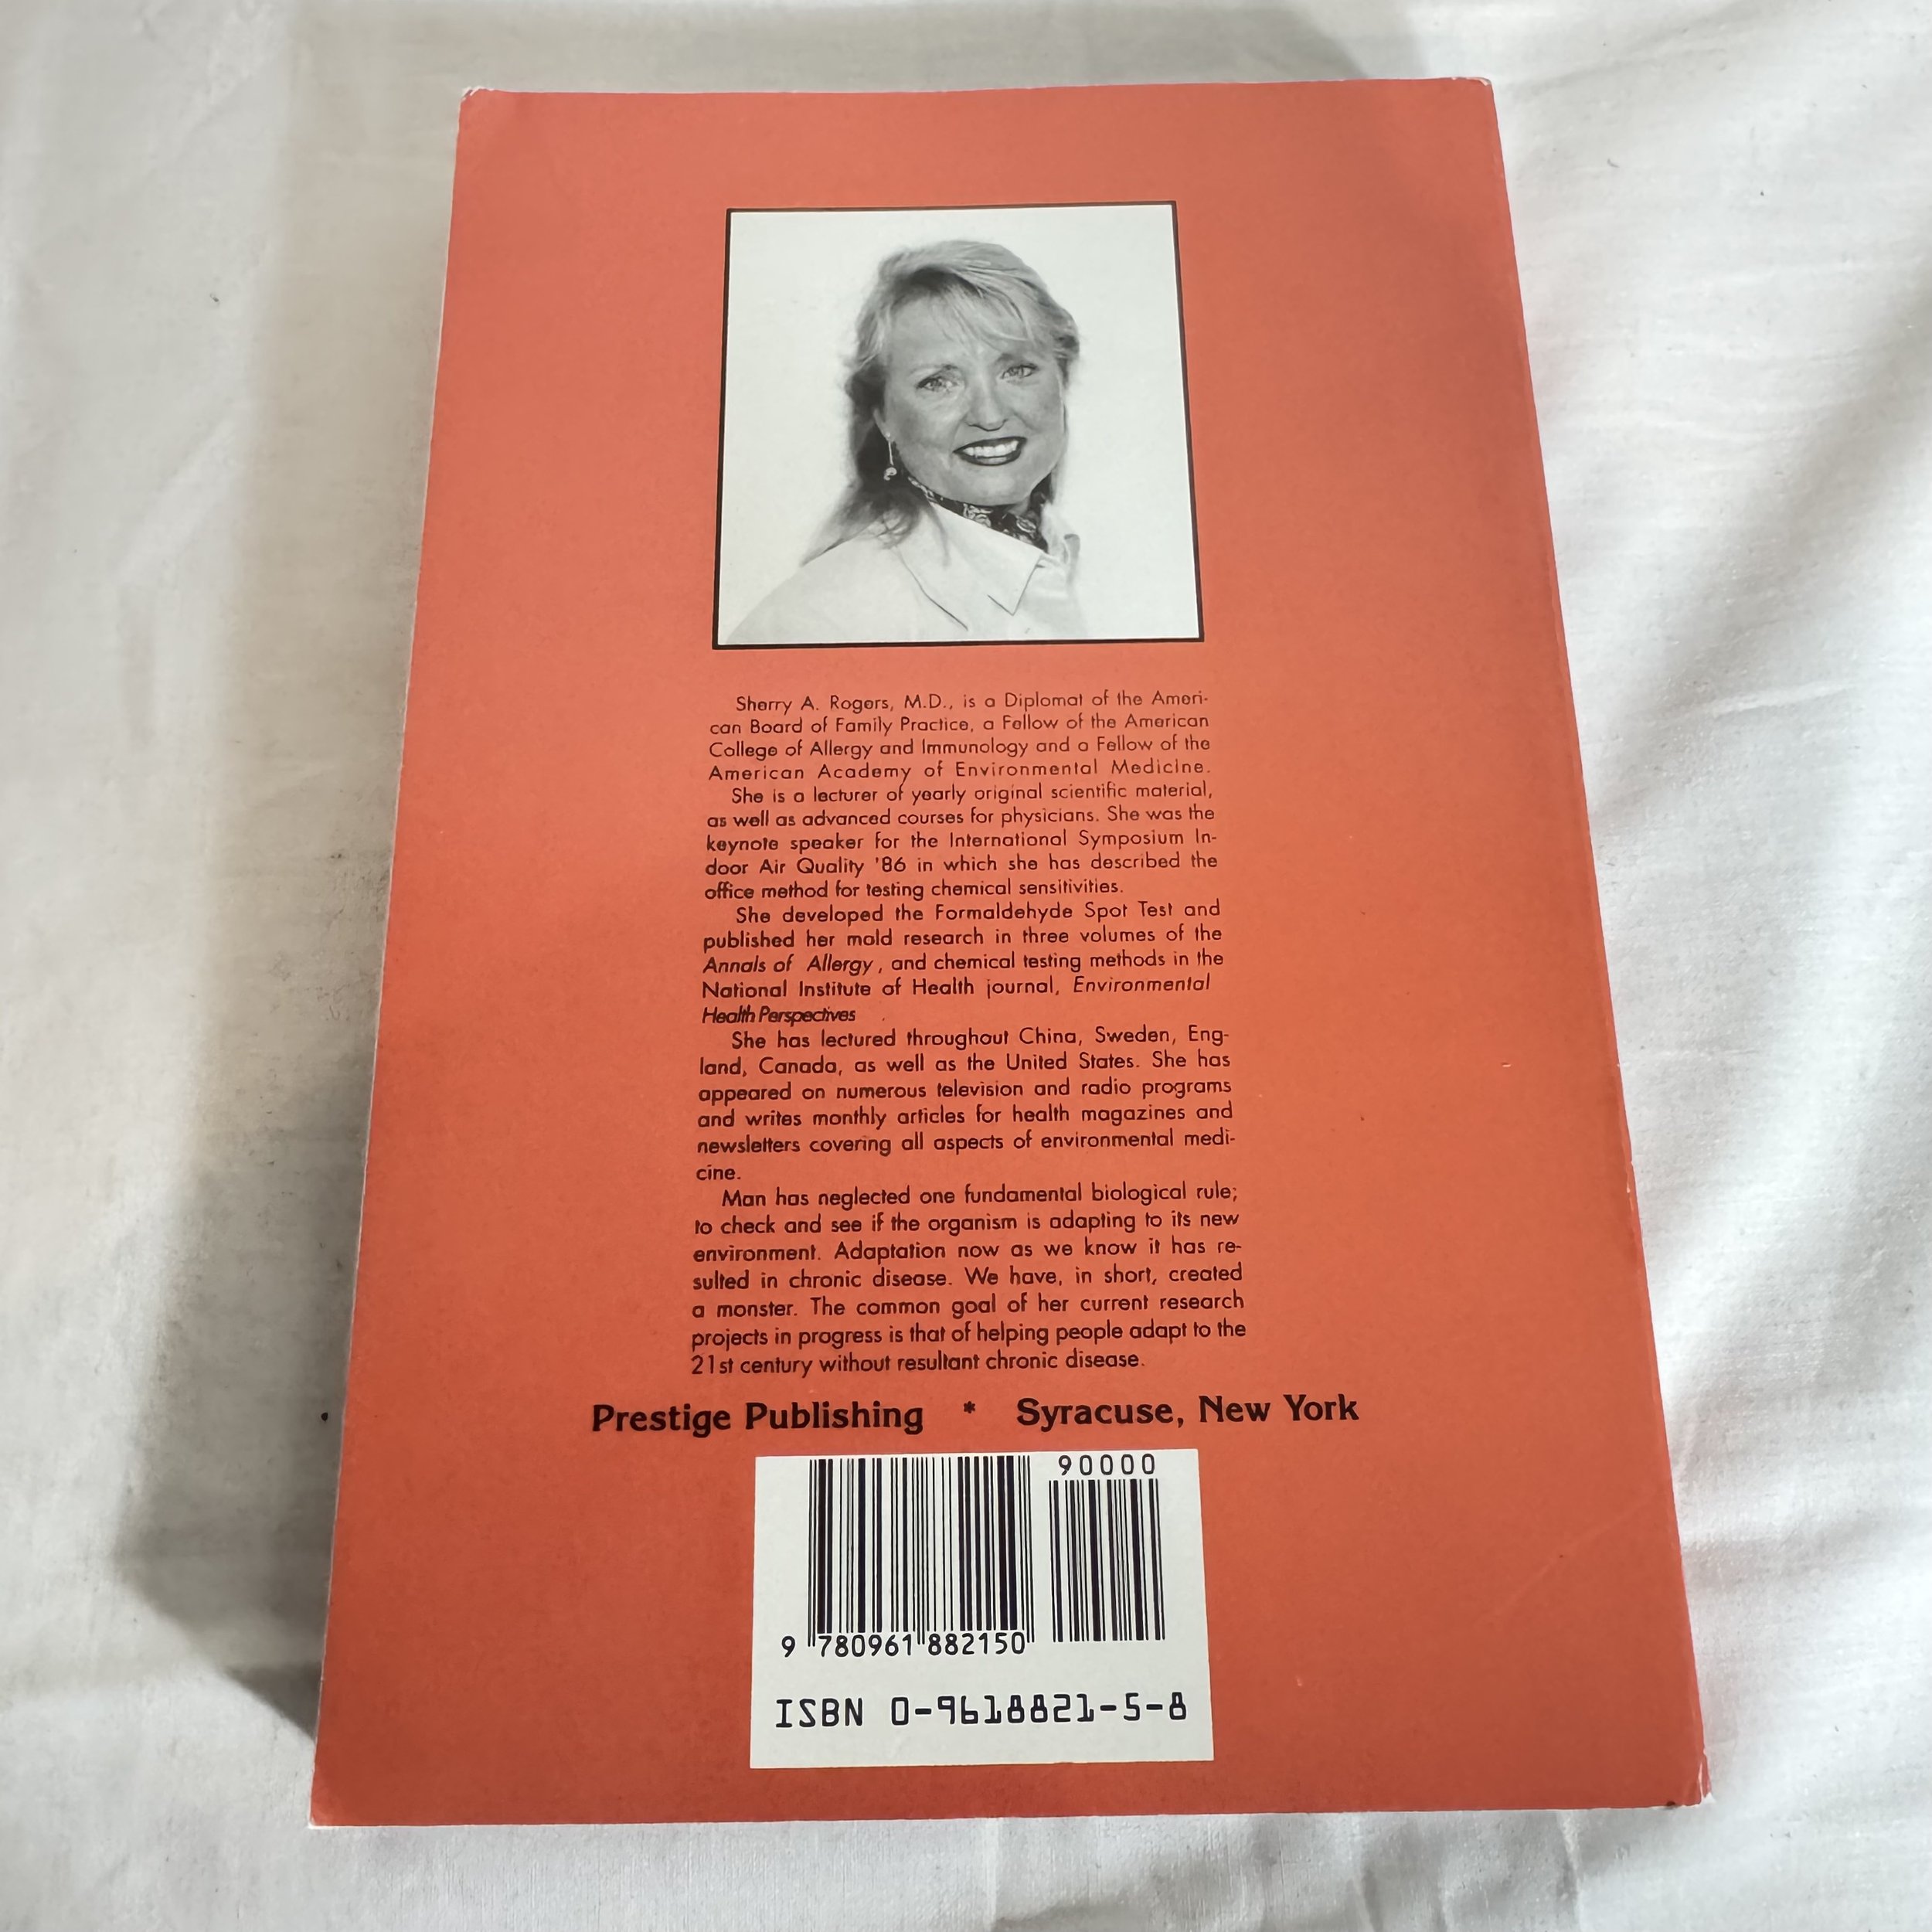 Sherry A. Rogers, M.D., is a Diplomat of the Ameri-
can Board of Family Practice, a Fellow of the American
College of Allergy and Immunology and a Fellow of the
American Academy of Environmental Medicine.
She is a lecturer of yearly original scientific material,
as well as advanced courses for physicians. She was the
keynote speaker for the International Symposium In-
door Air Quality '86 in which she has described the
office method for testing chemical sensitivities.
She developed the Formaldehyde Spot Test and
published her mold research in three volumes of the
Annals of Allergy, and chemical testing methods in the
National Institute of Health journal, Environmental
Health Perspectives
She has lectured throughout China, Sweden, Eng-
land, Canada, as well as the United States. She has
appeared on numerous television and radio programs
and writes monthly articles for health magazines and
newsletters covering all aspects of environmental medi-
cine.
Man has neglected one fundamental biological rule;
to check and see if the organism is adapting to its new
environment. Adaptation now as we know it has re-
sulted in chronic disease. We have, in short, created
a monster. The common goal of her current research
projects in progress is that of helping people adapt to the
21st century without resultant chronic disease.
Prestige Publishing * Syracuse, New York
90000
9 780961 882150
ISBN 0-9618821-5-8